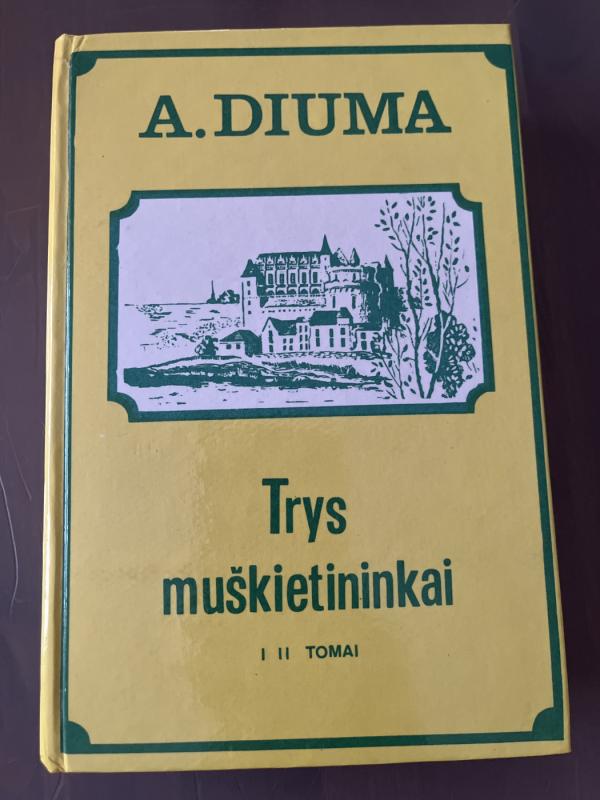 A. DIUMA
Trys
muškietininkai
I II TOMAI